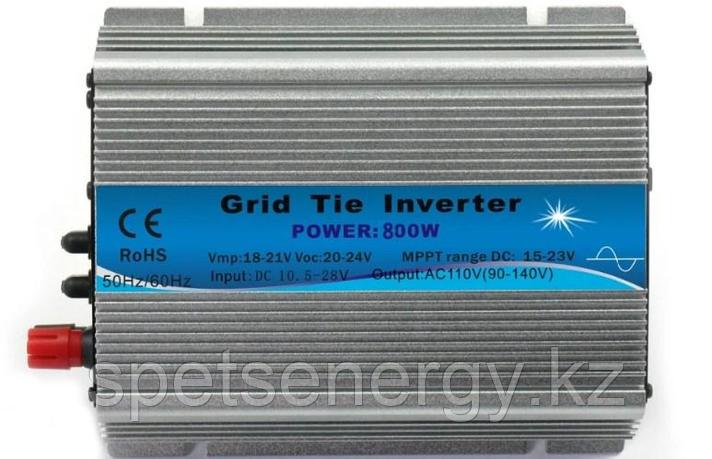 Grid Tie Inverter
POWER:800W
CE
RoHS
50Hz/60Hz
Vmp:18-21V Voc:20-24V MPPT range DC: 15-23V
Input:DC 10.5-28V Output:AC110V(90-140V)
spetsenergy.kz